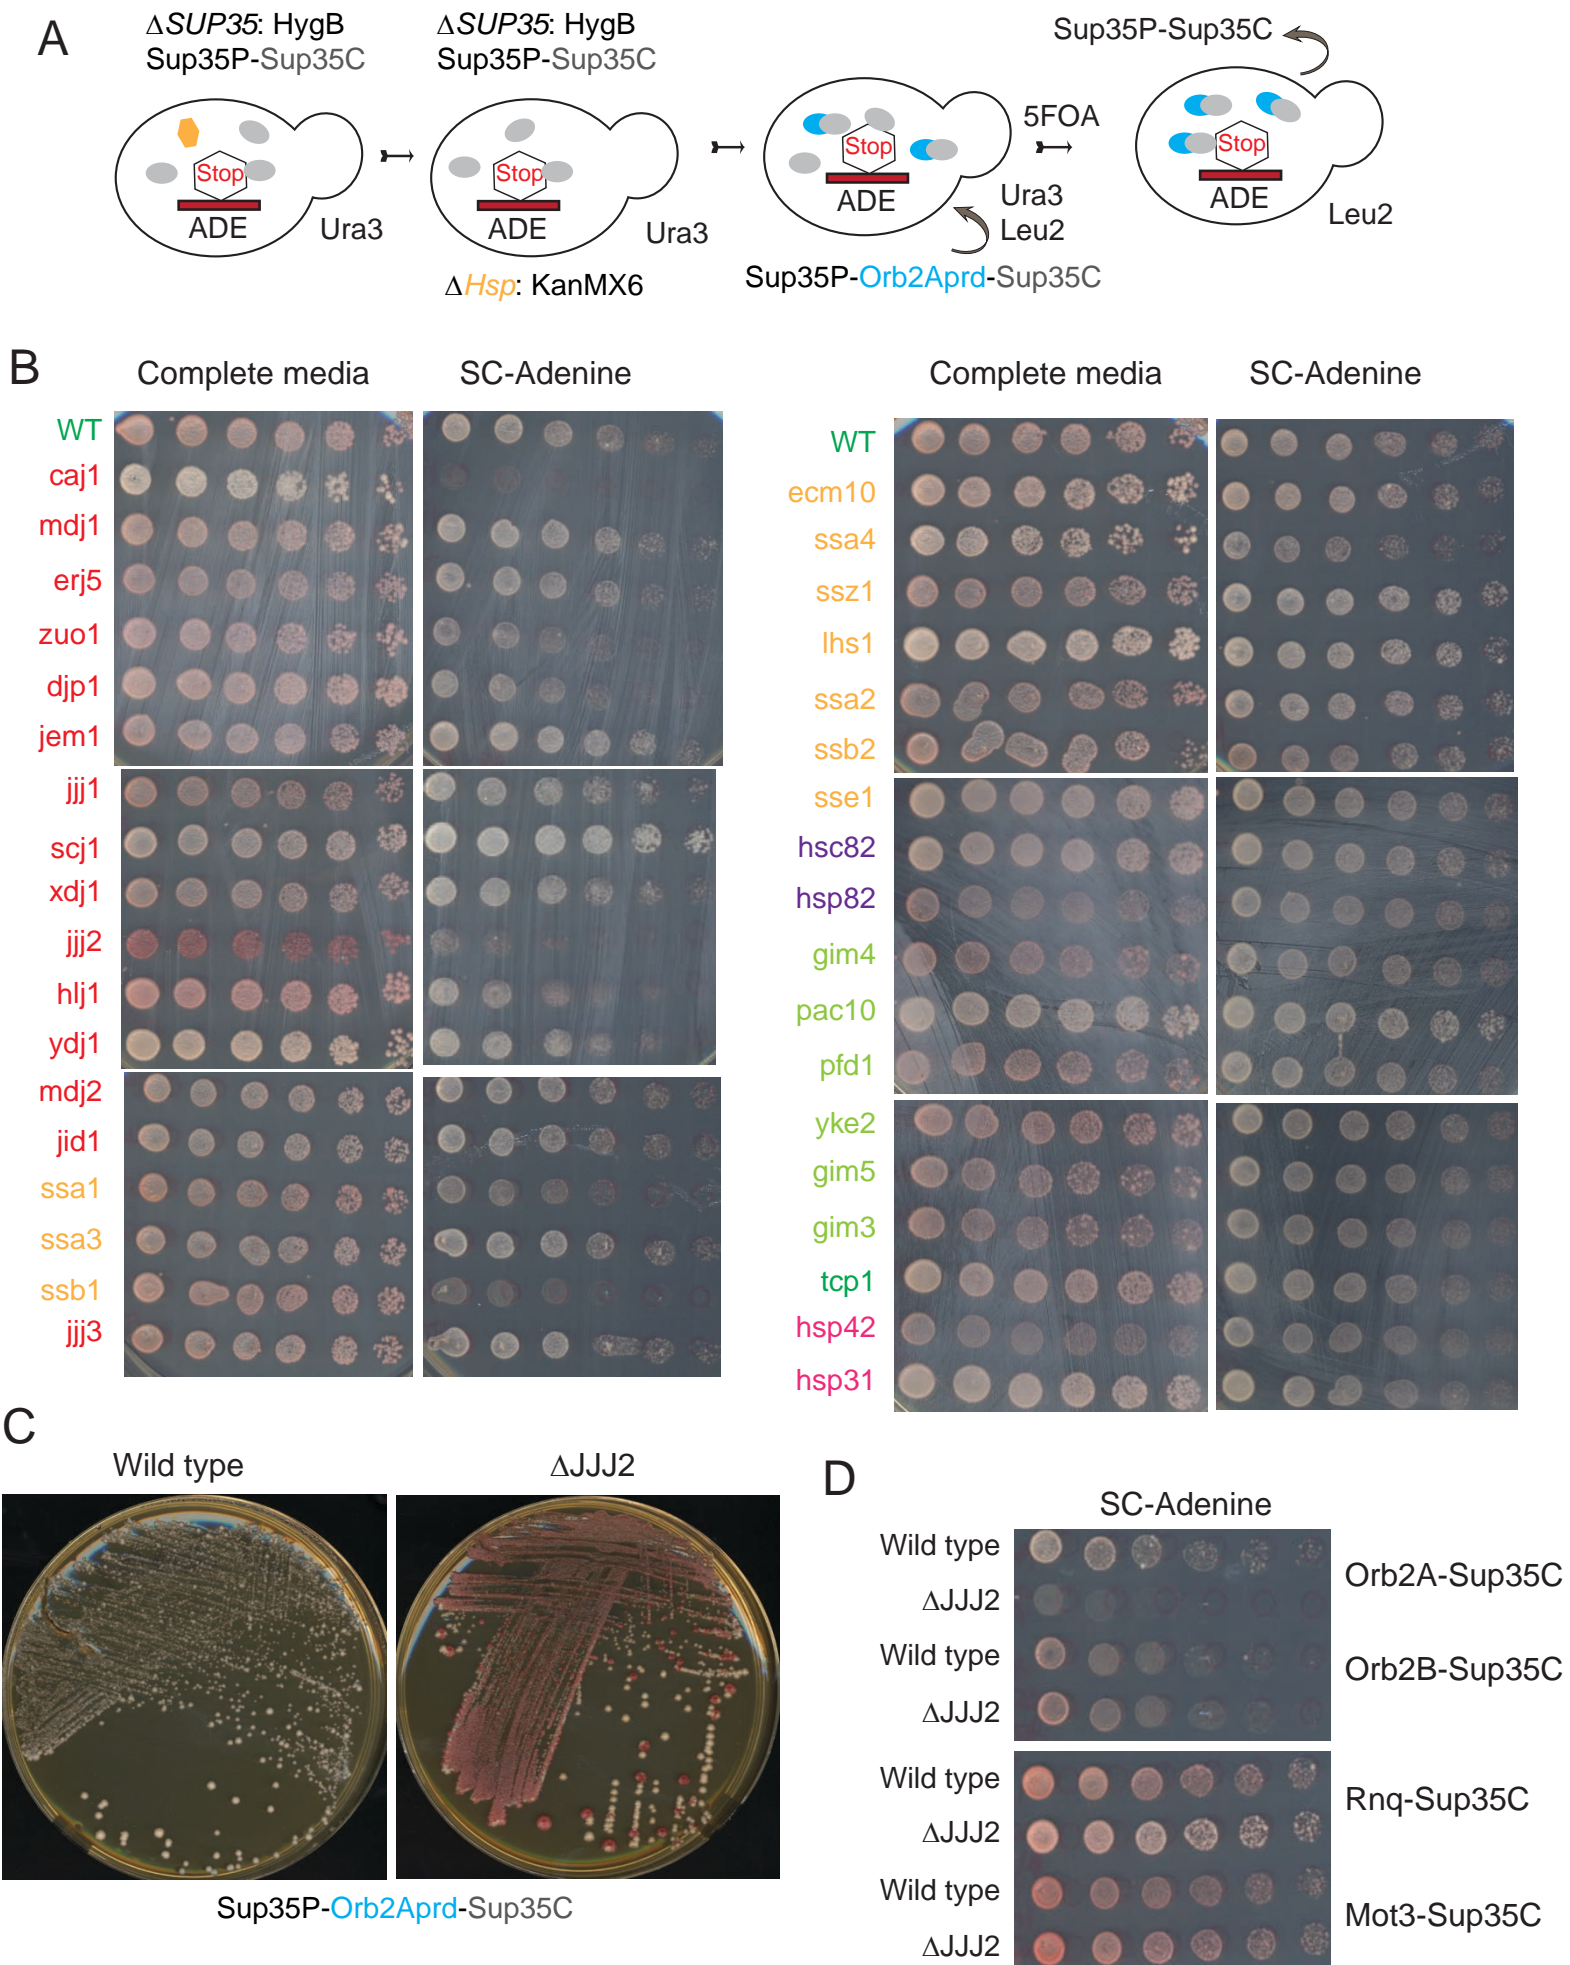 A
ΔSUP35: HygB
Sup35P-Sup35C
ΔSUP35: HygB
Sup35P-Sup35C
Sup35P-Sup35C
5FOA
Stop
ADE
Ura3
Stop
ADE
Ura3
ΔHsp: KanMX6
Stop
ADE
Ura3
Leu2
Sup35P-Orb2Aprd-Sup35C
Stop
ADE
Leu2
B
Complete media
SC-Adenine
WT
caj1
mdj1
erj5
zuo1
djp1
jem1
jjj1
scj1
xdj1
jjj2
hlj1
ydj1
mdj2
jid1
ssa1
ssa3
ssb1
jjj3
Complete media
SC-Adenine
WT
ecm10
ssa4
ssz1
lhs1
ssa2
ssb2
sse1
hsc82
hsp82
gim4
pac10
pfd1
yke2
gim5
gim3
tcp1
hsp42
hsp31
C
Wild type
ΔJJJ2
Sup35P-Orb2Aprd-Sup35C
D
SC-Adenine
Wild type
ΔJJJ2
Orb2A-Sup35C
Wild type
ΔJJJ2
Orb2B-Sup35C
Wild type
ΔJJJ2
Rnq-Sup35C
Wild type
ΔJJJ2
Mot3-Sup35C